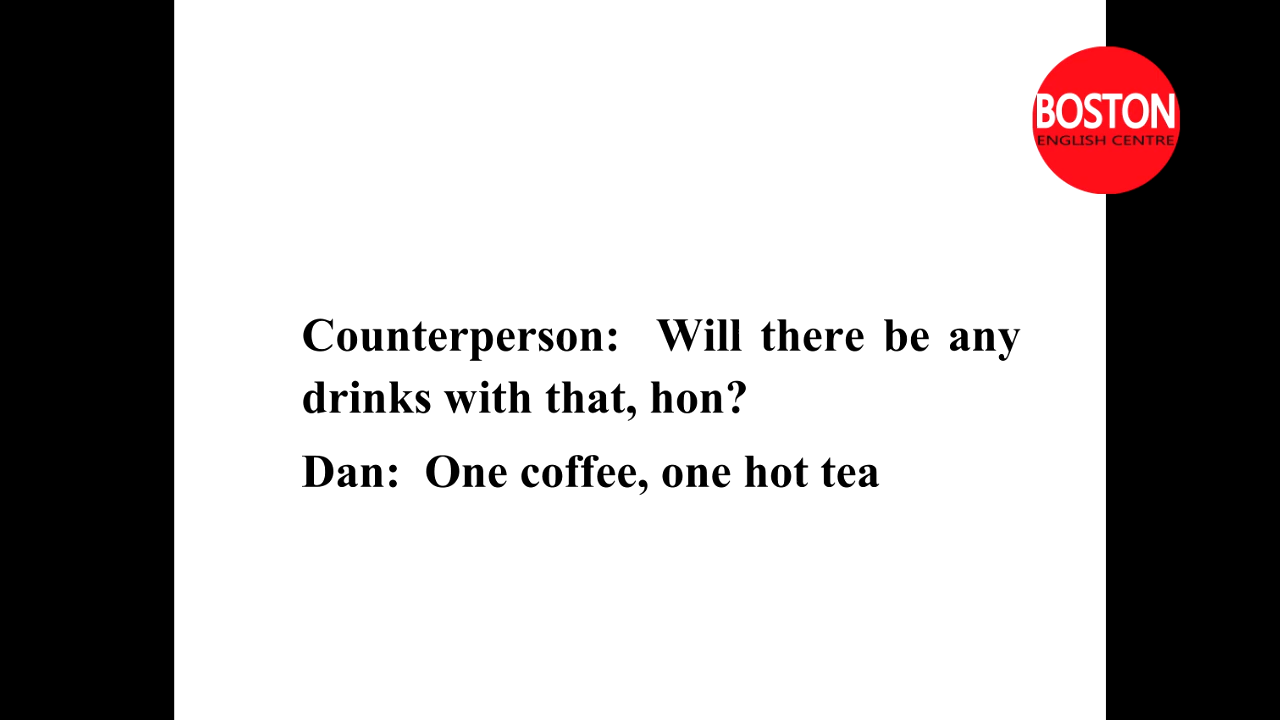 BOSTON
ENGLISH CENTRE
Counterperson: Will there be any
drinks with that, hon?
Dan: One coffee, one hot tea